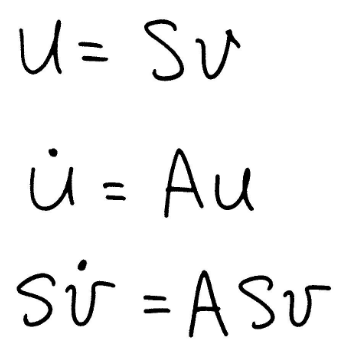 u = Sv
u̇ = Au
Sv̇ = ASv